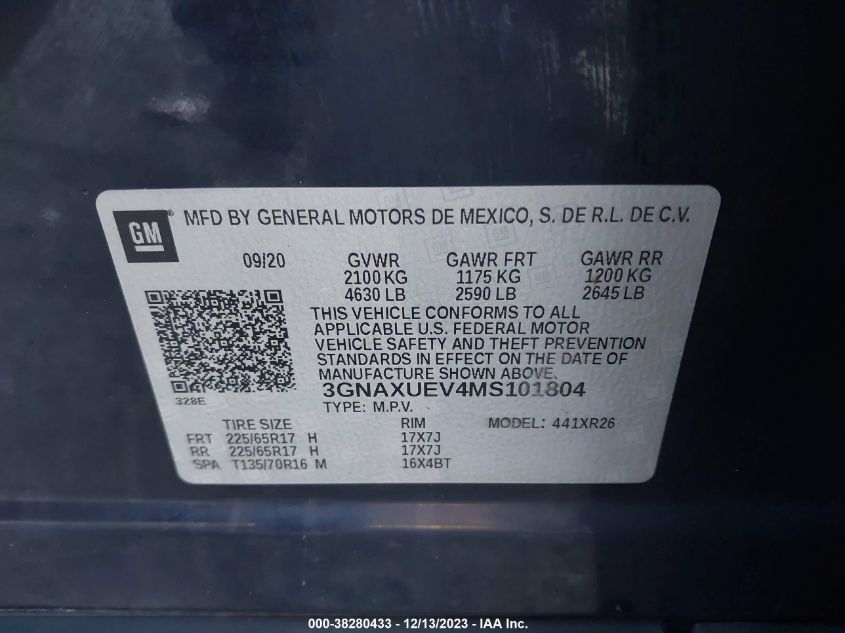 GM ® MFD BY GENERAL MOTORS DE MEXICO, S. DE R.L. DE C.V.
09/20 GVWR GAWR FRT GAWR RR
2100 KG 1175 KG 1200 KG
4630 LB 2590 LB 2645 LB
THIS VEHICLE CONFORMS TO ALL
APPLICABLE U.S. FEDERAL MOTOR
VEHICLE SAFETY AND THEFT PREVENTION
STANDARDS IN EFFECT ON THE DATE OF
MANUFACTURE SHOWN ABOVE.
3GNAXUEV4MS101804
328E
TYPE: M.P.V.
TIRE SIZE RIM MODEL: 441XR26
FRT 225/65R17 H 17X7J
RR 225/65R17 H 17X7J
SPA T135/70R16 M 16X4BT
000-38280433 - 12/13/2023 - IAA Inc.